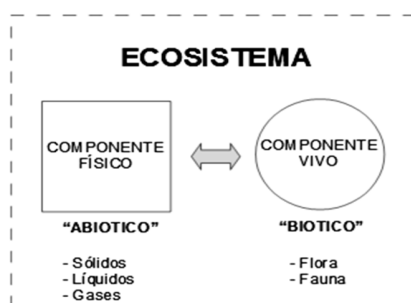 ECOSISTEMA
COMPONENTE
FÍSICO
COMPONENTE
VIVO
“ABIOTICO”
- Sólidos
- Líquidos
- Gases
“BIOTICO”
- Flora
- Fauna